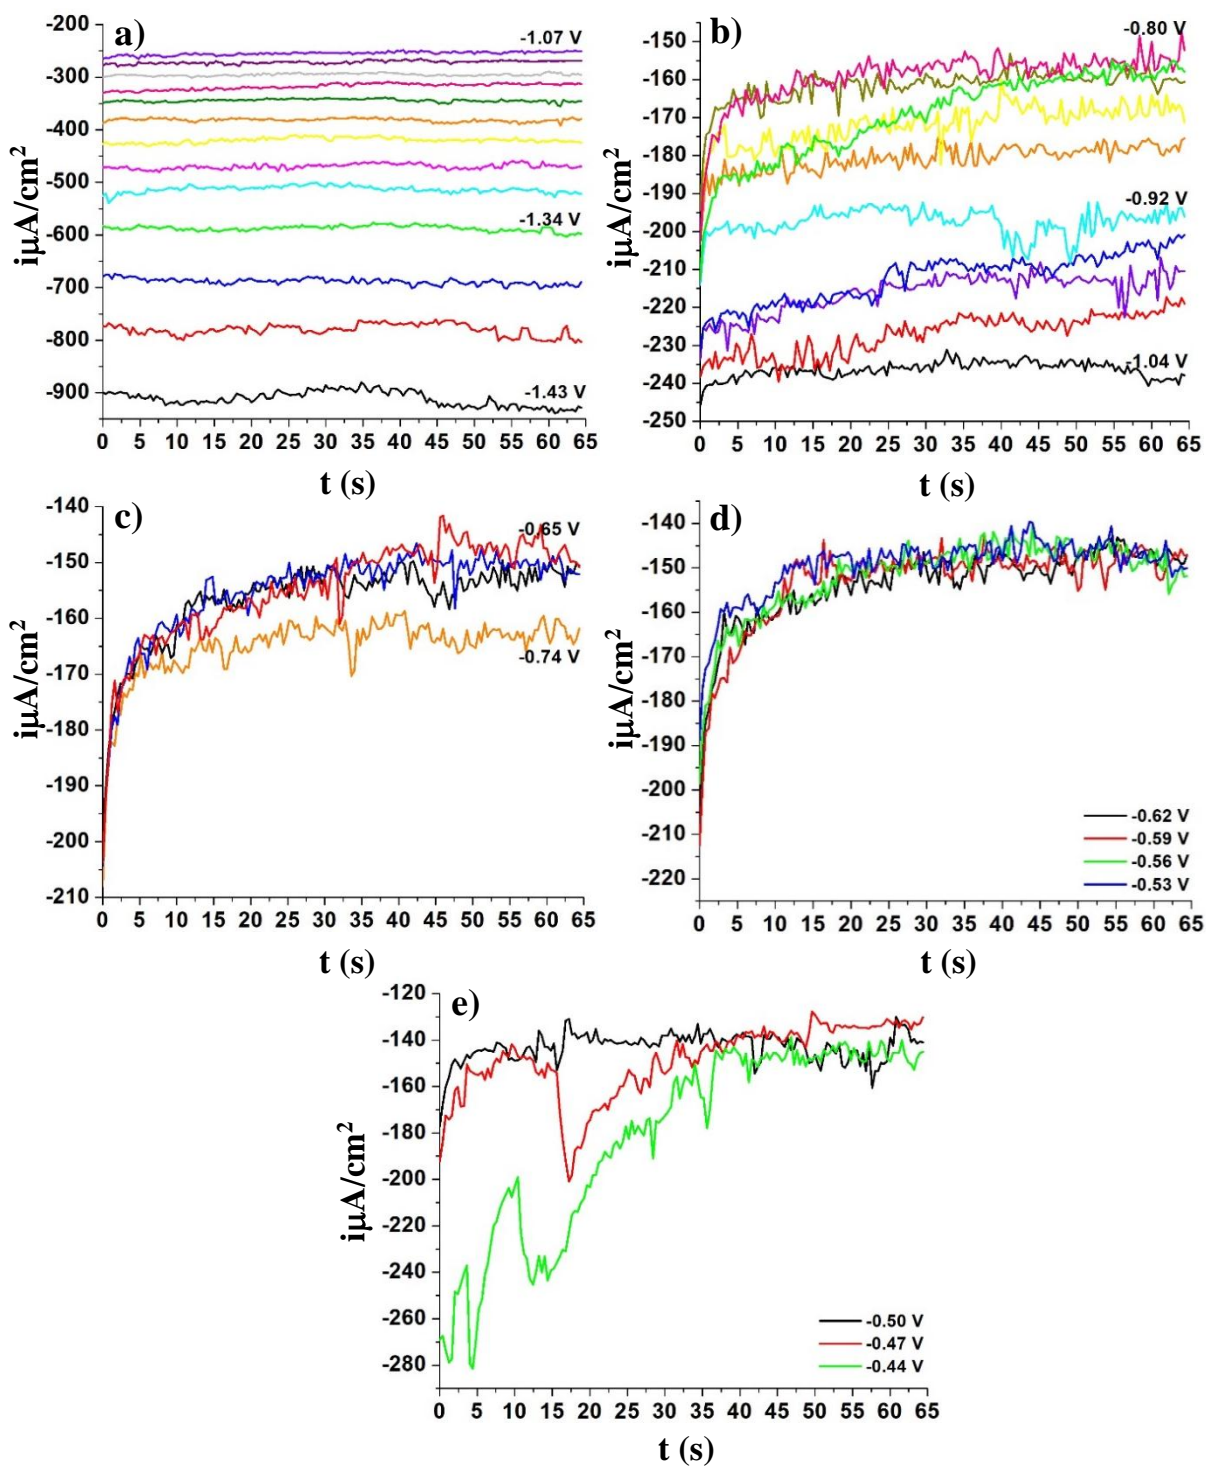 a)
-1.07 V
-1.34 V
-1.43 V
-200
-300
-400
-500
-600
-700
-800
-900
0 5 10 15 20 25 30 35 40 45 50 55 60 65
iμA/cm²
t (s)
b)
-0.80 V
-0.92 V
-1.04 V
-150
-160
-170
-180
-190
-200
-210
-220
-230
-240
-250
0 5 10 15 20 25 30 35 40 45 50 55 60 65
iμA/cm²
t (s)
c)
-0.65 V
-0.74 V
-140
-150
-160
-170
-180
-190
-200
-210
0 5 10 15 20 25 30 35 40 45 50 55 60 65
iμA/cm²
t (s)
d)
-140
-150
-160
-170
-180
-190
-200
-210
-220
-0.62 V
-0.59 V
-0.56 V
-0.53 V
0 5 10 15 20 25 30 35 40 45 50 55 60 65
iμA/cm²
t (s)
e)
-120
-140
-160
-180
-200
-220
-240
-260
-280
-0.50 V
-0.47 V
-0.44 V
0 5 10 15 20 25 30 35 40 45 50 55 60 65
iμA/cm²
t (s)